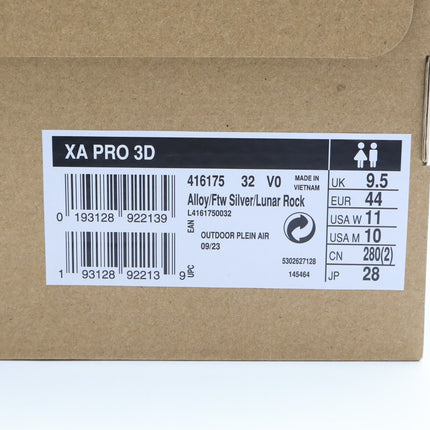 XA PRO 3D
416175 32 V0 MADE IN VIETNAM
Alloy/Ftw Silver/Lunar Rock
L4161750032
0 193128 922139
EAN
OUTDOOR PLEIN AIR
09/23
1 93128 92213 9
UPC
5302627128
145464
UK 9.5
EUR 44
USA W 11
USA M 10
CN 280(2)
JP 28